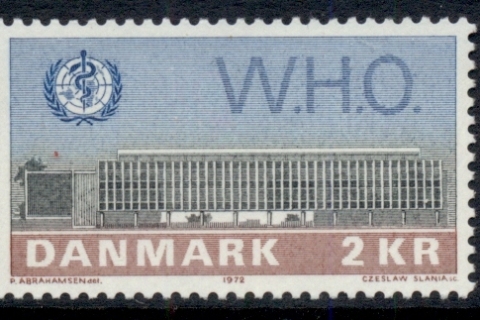 W.H.O.
DANMARK 2 KR
P. ABRAHAMSEN del. 1972 CZESLAW SLANIA sc.